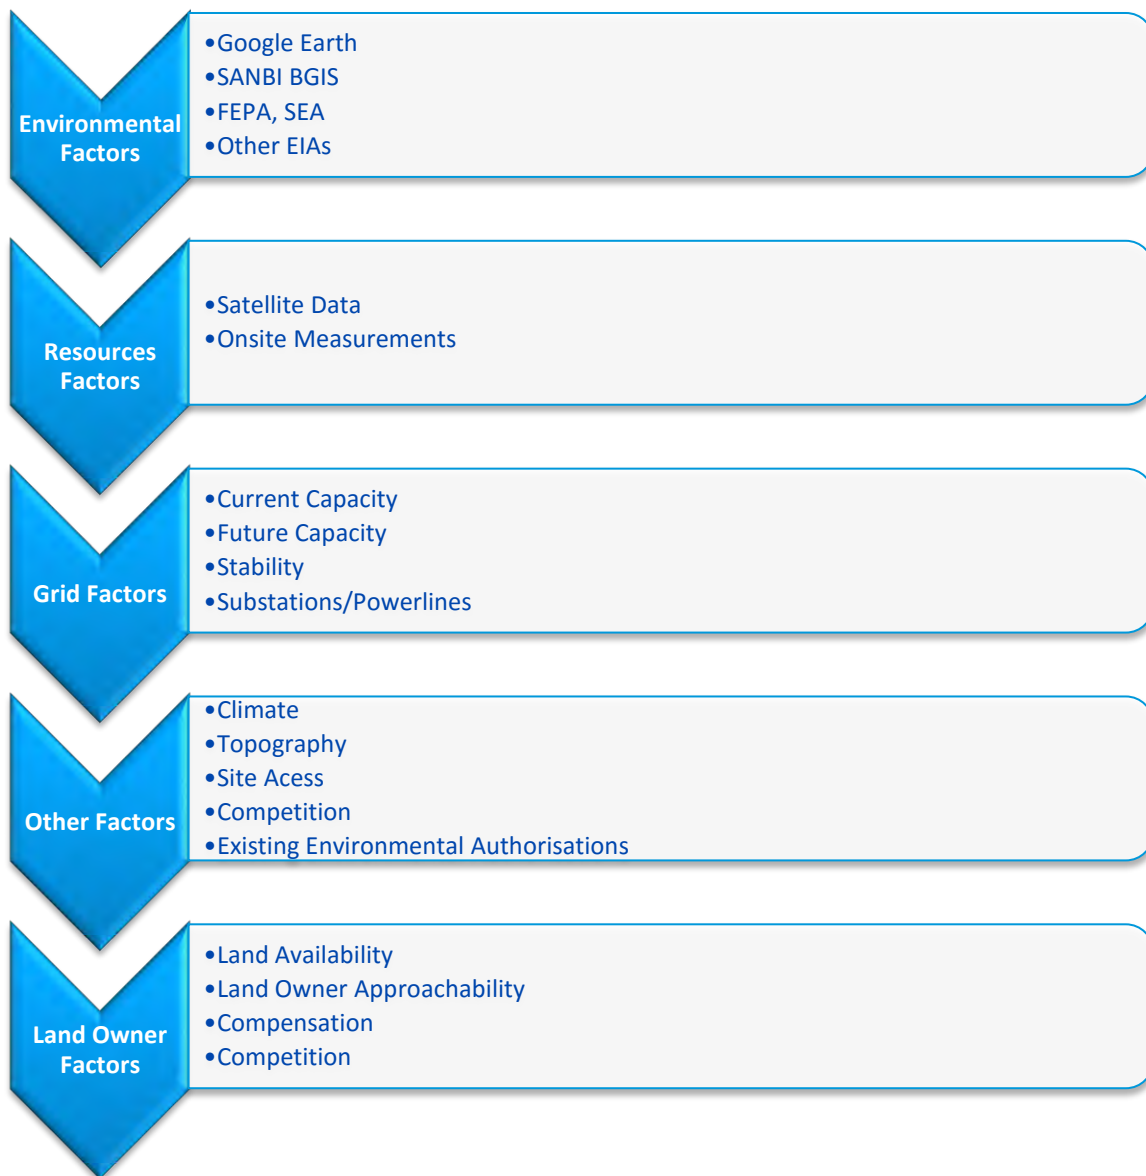 Environmental
Factors
•Google Earth
•SANBI BGIS
•FEPA, SEA
•Other EIAs
Resources
Factors
•Satellite Data
•Onsite Measurements
Grid Factors
•Current Capacity
•Future Capacity
•Stability
•Substations/Powerlines
Other Factors
•Climate
•Topography
•Site Acess
•Competition
•Existing Environmental Authorisations
Land Owner
Factors
•Land Availability
•Land Owner Approachability
•Compensation
•Competition